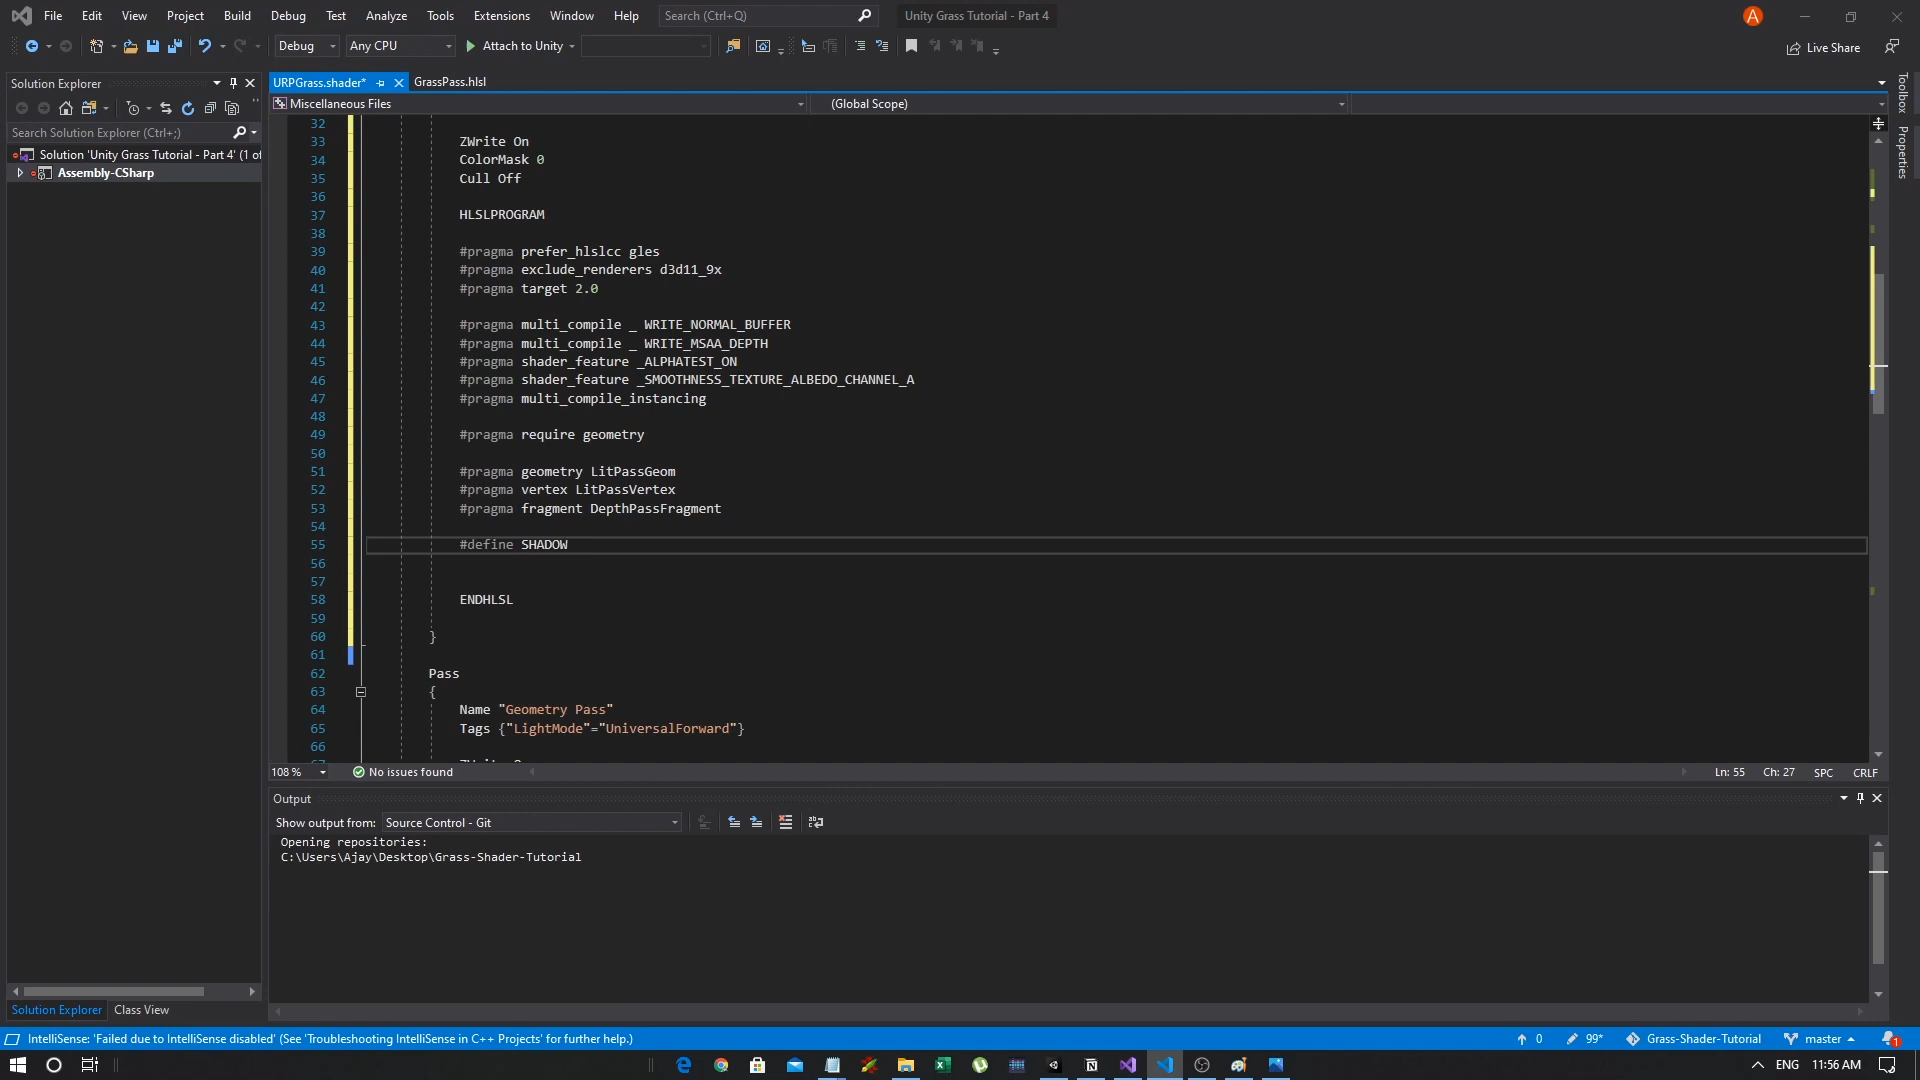 File Edit View Project Build Debug Test Analyze Tools Extensions Window Help Search (Ctrl+Q) Unity Grass Tutorial - Part 4 A
Debug Any CPU Attach to Unity Live Share
Solution Explorer
Search Solution Explorer (Ctrl+;)
Solution 'Unity Grass Tutorial - Part 4' (1 of
Assembly-CSharp
Solution Explorer Class View
URPGrass.shader* GrassPass.hlsl
Miscellaneous Files (Global Scope)
32
33 ZWrite On
34 ColorMask 0
35 Cull Off
36
37 HLSLPROGRAM
38
39 #pragma prefer_hlslcc gles
40 #pragma exclude_renderers d3d11_9x
41 #pragma target 2.0
42
43 #pragma multi_compile _ WRITE_NORMAL_BUFFER
44 #pragma multi_compile _ WRITE_MSAA_DEPTH
45 #pragma shader_feature _ALPHATEST_ON
46 #pragma shader_feature _SMOOTHNESS_TEXTURE_ALBEDO_CHANNEL_A
47 #pragma multi_compile_instancing
48
49 #pragma require geometry
50
51 #pragma geometry LitPassGeom
52 #pragma vertex LitPassVertex
53 #pragma fragment DepthPassFragment
54
55 #define SHADOW
56
57
58 ENDHLSL
59
60 }
61
62 Pass
63 {
64 Name "Geometry Pass"
65 Tags {"LightMode"="UniversalForward"}
66
108 % No issues found Ln: 55 Ch: 27 SPC CRLF
Output
Show output from: Source Control - Git
Opening repositories:
C:\Users\Ajay\Desktop\Grass-Shader-Tutorial
Toolbox
Properties
IntelliSense: 'Failed due to IntelliSense disabled' (See 'Troubleshooting IntelliSense in C++ Projects' for further help.) 0 99* Grass-Shader-Tutorial master 1
ENG 11:56 AM